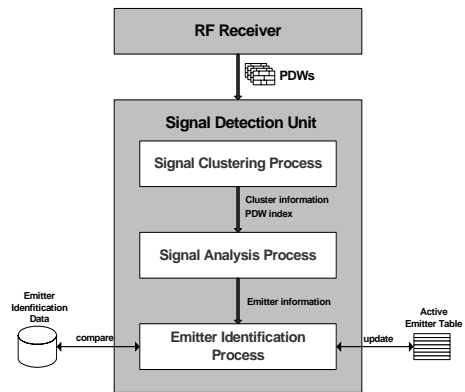 RF Receiver
PDWs
Signal Detection Unit
Signal Clustering Process
Cluster information
PDW index
Signal Analysis Process
Emitter information
Emitter
Idenfitication
Data
compare
Emitter Identification
Process
update
Active
Emitter Table